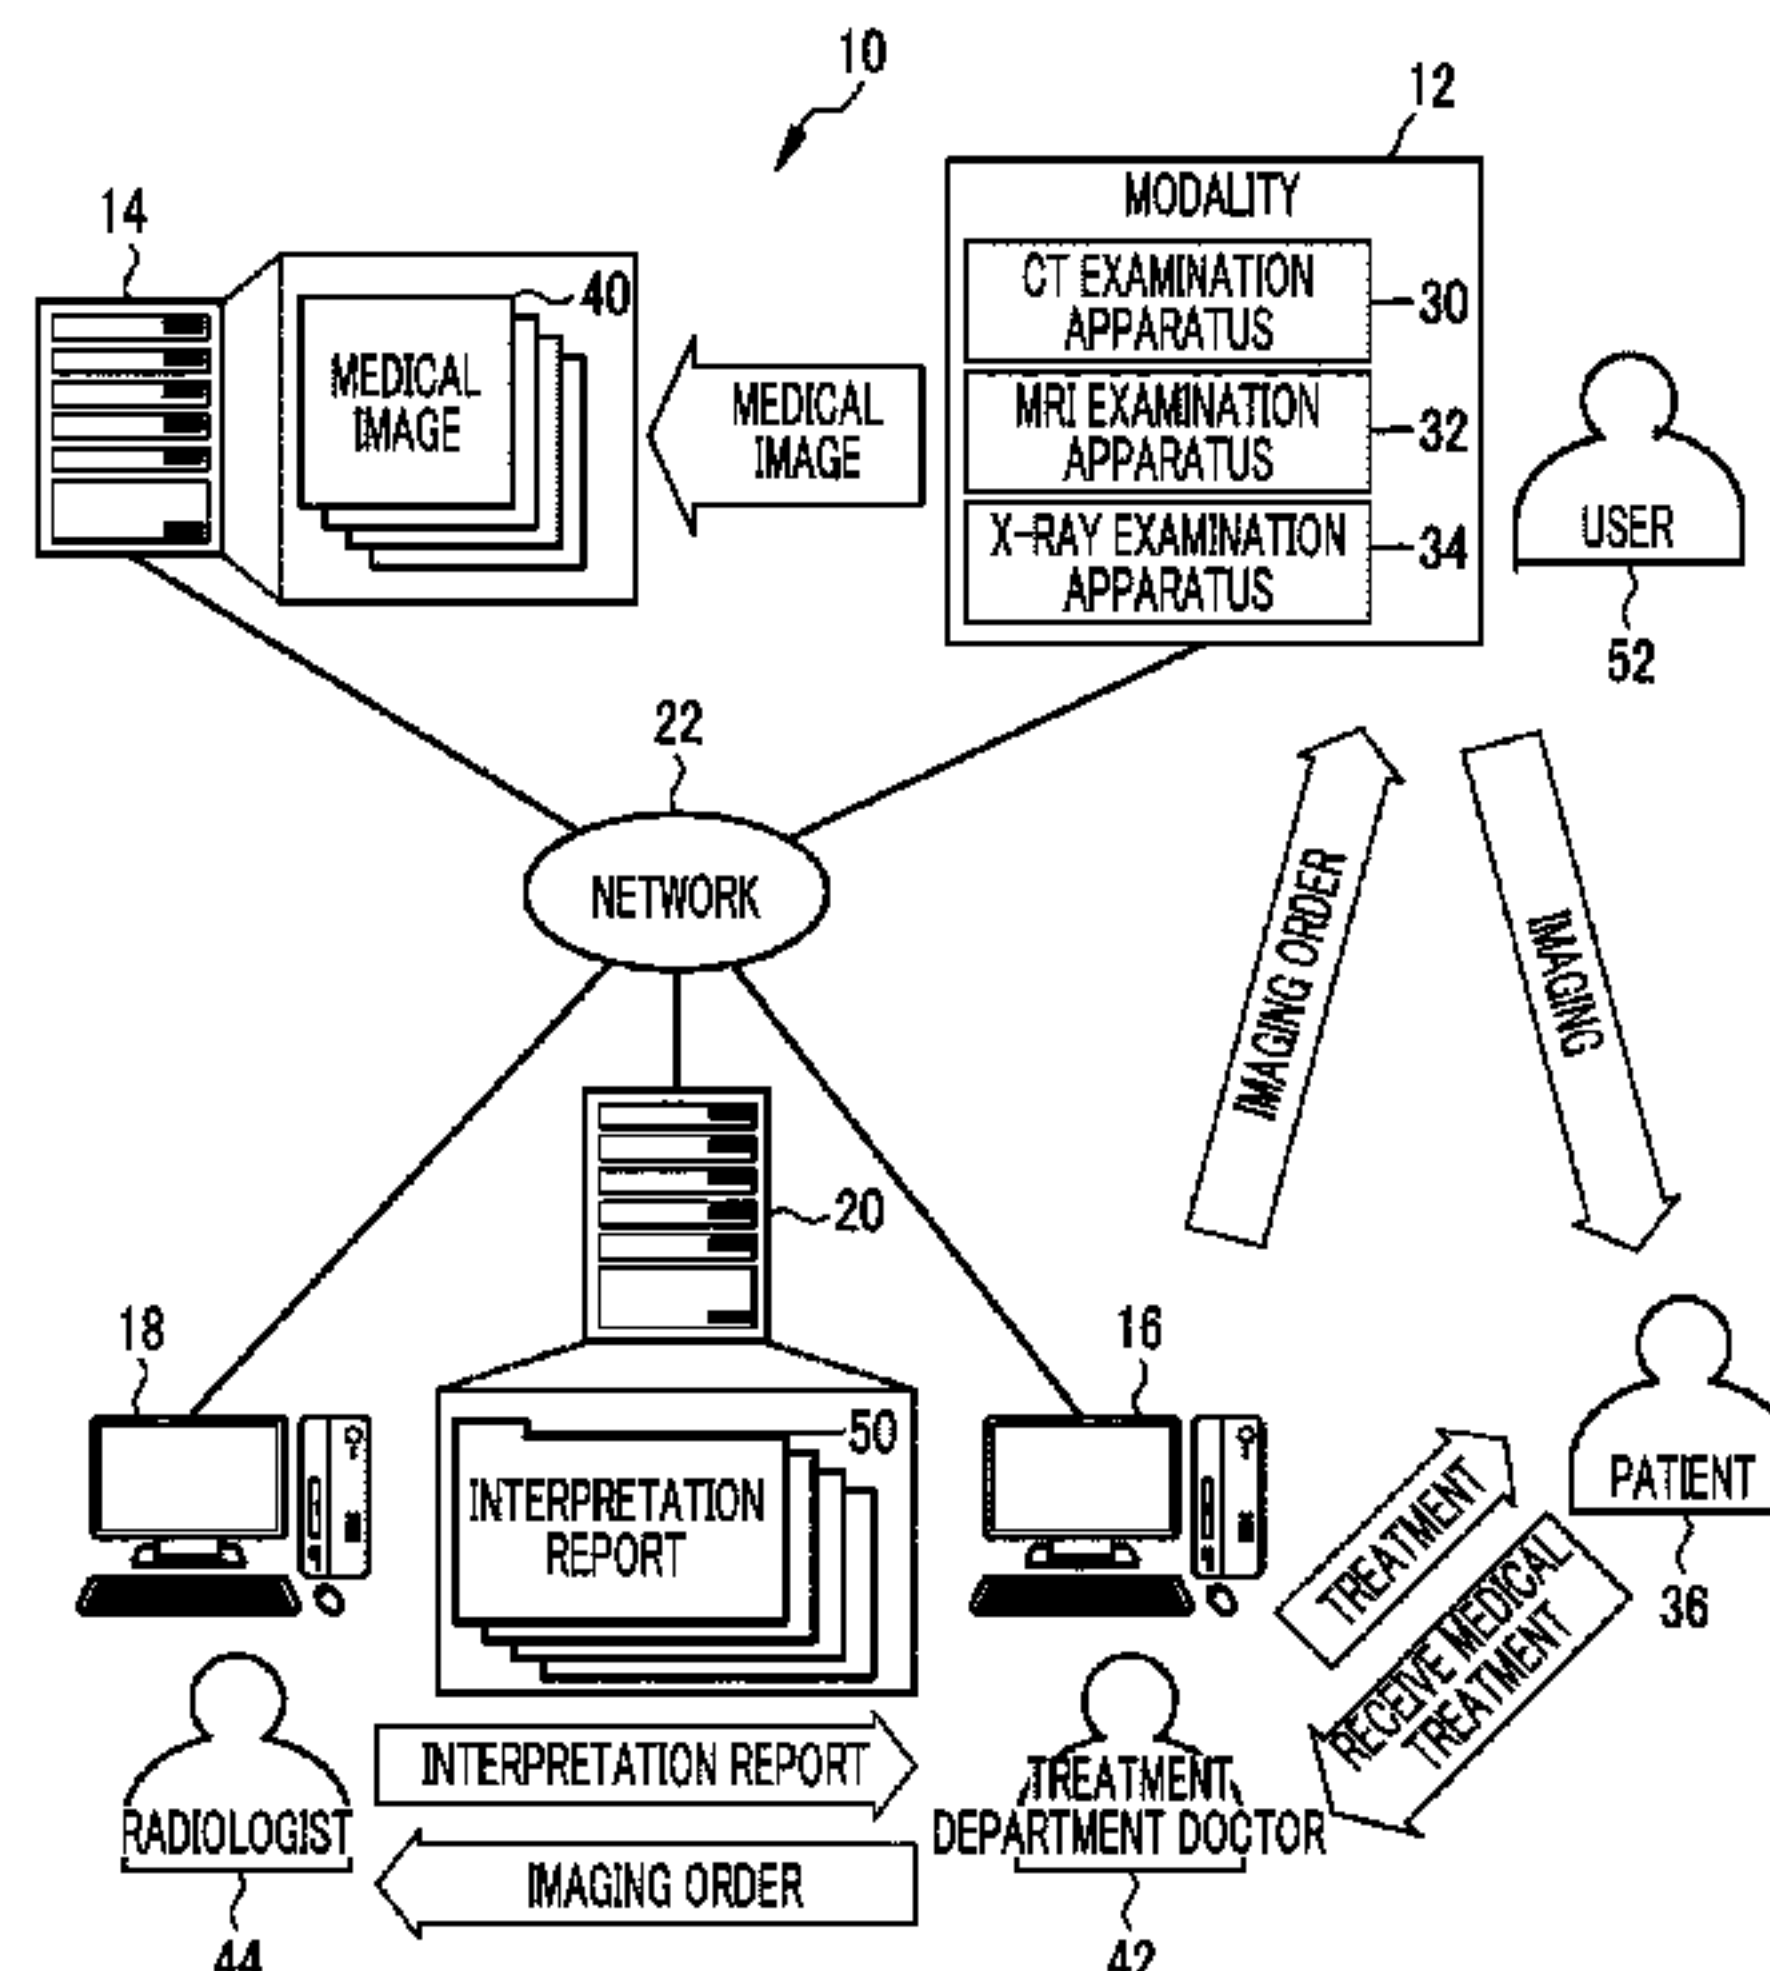 10
12
MODALITY
14
CT EXAMINATION
APPARATUS
30
40
MEDICAL
IMAGE
MEDICAL
IMAGE
MRI EXAMINATION
APPARATUS
32
X-RAY EXAMINATION
APPARATUS
34
USER
52
22
NETWORK
IMAGING ORDER
IMAGING
20
18
16
50
INTERPRETATION
REPORT
PATIENT
36
TREATMENT
RECEIVE MEDICAL
TREATMENT
INTERPRETATION REPORT
TREATMENT
DEPARTMENT DOCTOR
RADIOLOGIST
IMAGING ORDER
44
42